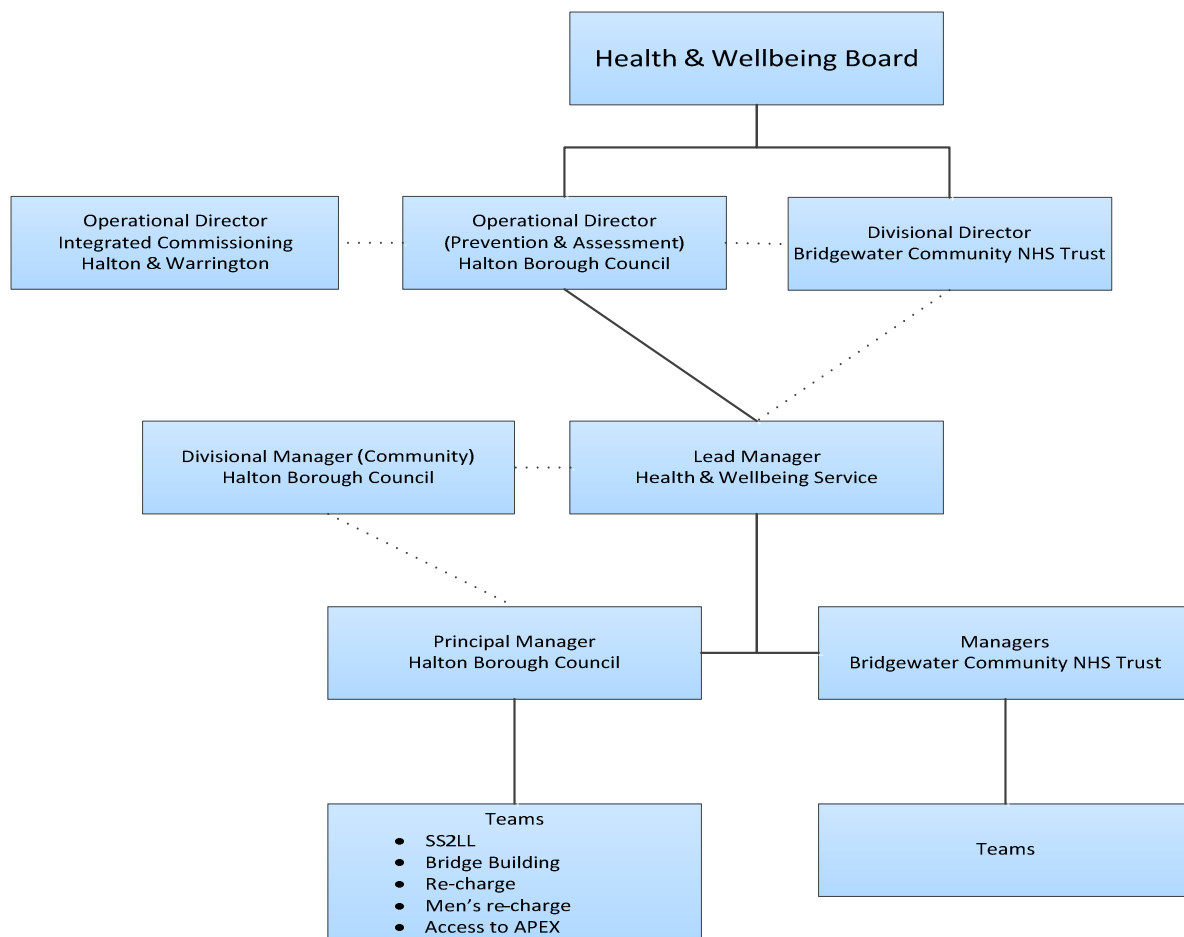 Health & Wellbeing Board
Operational Director
Integrated Commissioning
Halton & Warrington
Operational Director
(Prevention & Assessment)
Halton Borough Council
Divisional Director
Bridgewater Community NHS Trust
Divisional Manager (Community)
Halton Borough Council
Lead Manager
Health & Wellbeing Service
Principal Manager
Halton Borough Council
Managers
Bridgewater Community NHS Trust
Teams
• SS2LL
• Bridge Building
• Re-charge
• Men's re-charge
• Access to APEX
Teams